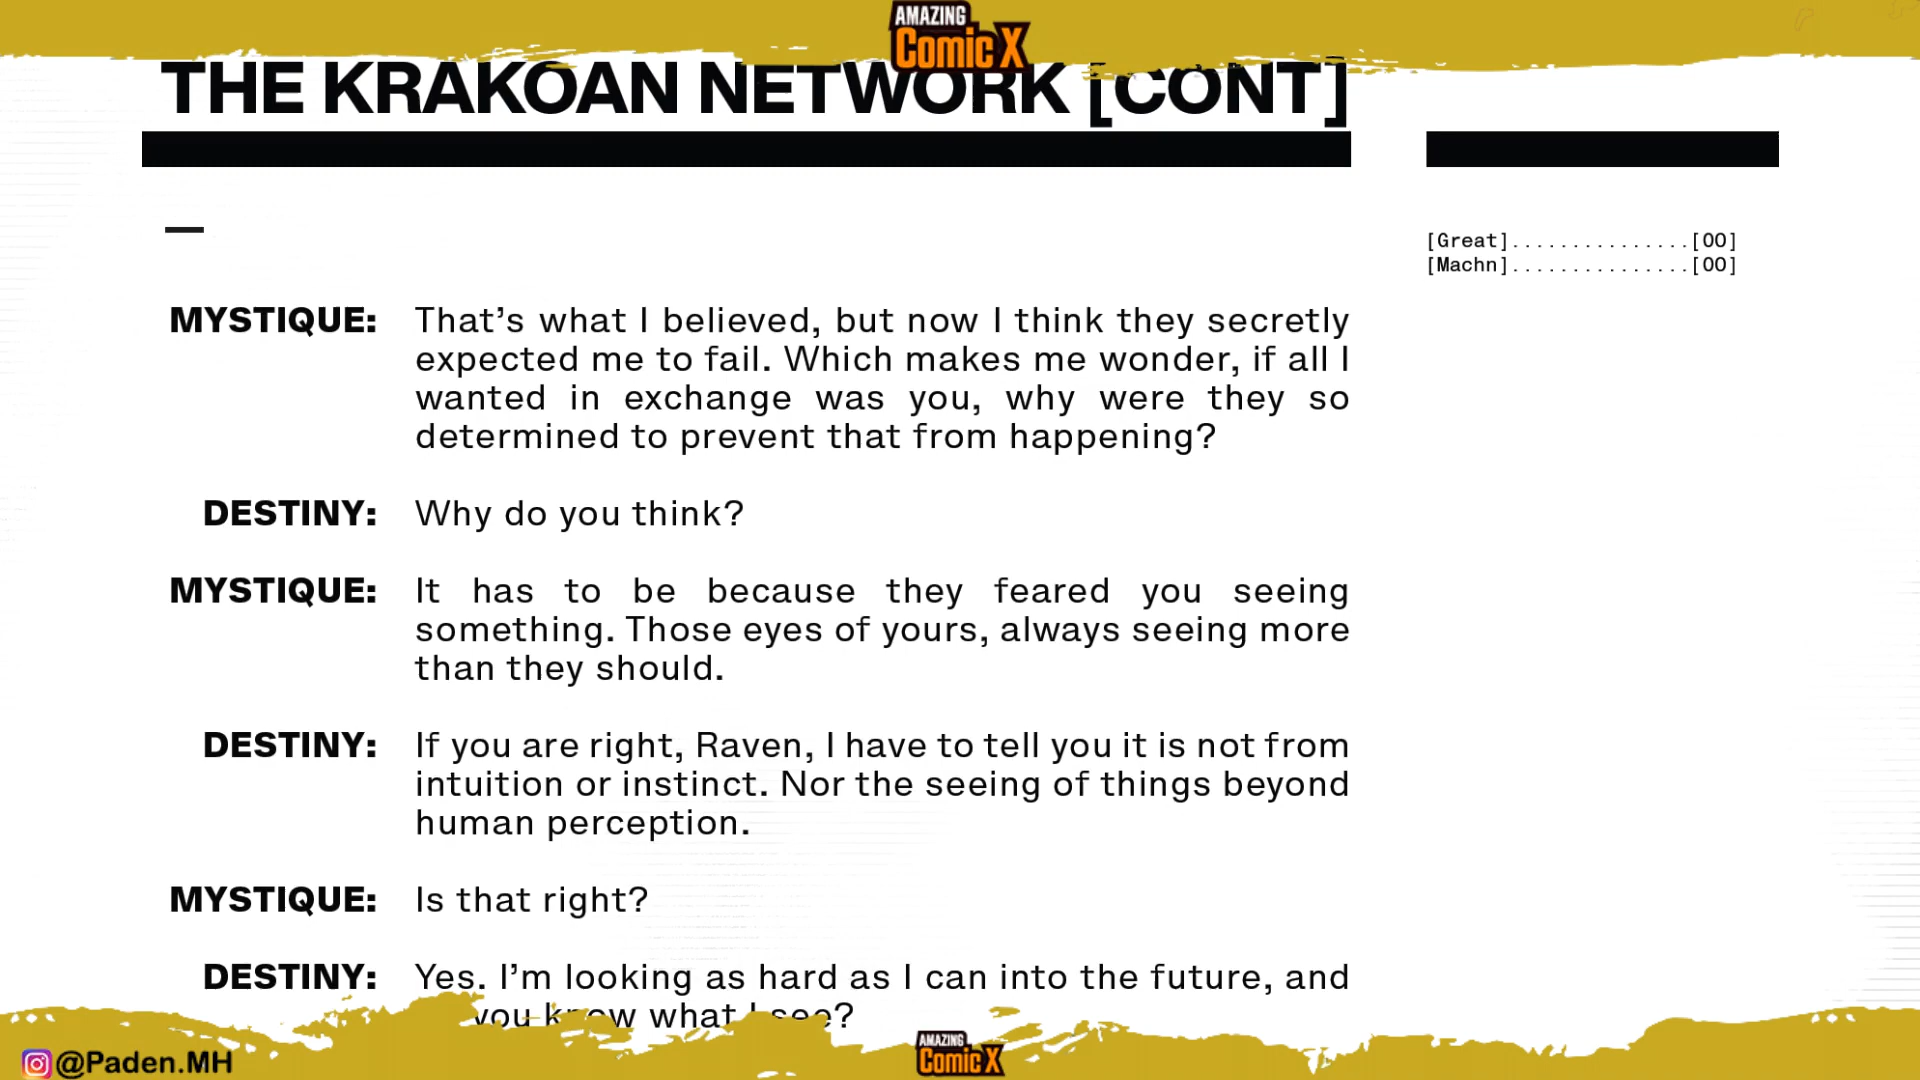 AMAZING
Comic X
THE KRAKOAN NETWORK [CONT]
[Great]...............[00]
[Machn]...............[00]
MYSTIQUE: That’s what I believed, but now I think they secretly
expected me to fail. Which makes me wonder, if all I
wanted in exchange was you, why were they so
determined to prevent that from happening?
DESTINY: Why do you think?
MYSTIQUE: It has to be because they feared you seeing
something. Those eyes of yours, always seeing more
than they should.
DESTINY: If you are right, Raven, I have to tell you it is not from
intuition or instinct. Nor the seeing of things beyond
human perception.
MYSTIQUE: Is that right?
DESTINY: Yes. I’m looking as hard as I can into the future, and
you know what I see?
AMAZING
Comic X
@Paden.MH